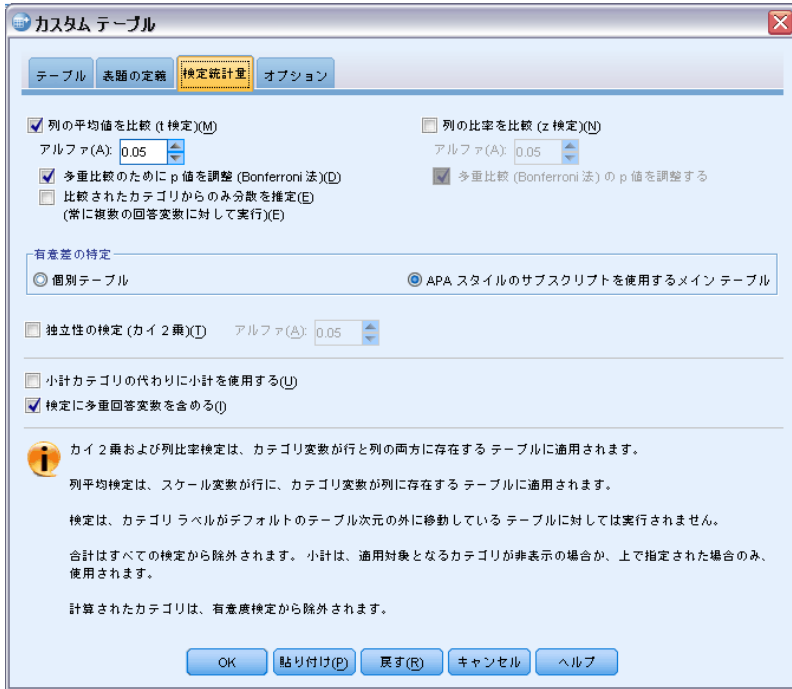 カスタム テーブル
テーブル 表題の定義 検定統計量 オプション
列の平均値を比較 (t 検定)(M)
アルファ(A): 0.05
多重比較のために p 値を調整 (Bonferroni 法)(D)
比較されたカテゴリからのみ分散を推定(E)
(常に複数の回答変数に対して実行)(E)
列の比率を比較 (z 検定)(N)
アルファ(A): 0.05
多重比較 (Bonferroni 法) の p 値を調整する
有意差の特定
個別テーブル
APA スタイルのサブスクリプトを使用するメイン テーブル
独立性の検定 (カイ 2 乗)(T) アルファ(A): 0.05
小計カテゴリの代わりに小計を使用する(U)
検定に多重回答変数を含める(I)
カイ 2 乗および列比率検定は、カテゴリ変数が行と列の両方に存在する テーブルに適用されます。
列平均検定は、スケール変数が行に、カテゴリ変数が列に存在する テーブルに適用されます。
検定は、カテゴリ ラベルがデフォルトのテーブル次元の外に移動している テーブルに対しては実行されません。
合計はすべての検定から除外されます。 小計は、適用対象となるカテゴリが非表示の場合か、上で指定された場合のみ、
使用されます。
計算されたカテゴリは、有意度検定から除外されます。
OK 貼り付け(P) 戻す(R) キャンセル ヘルプ